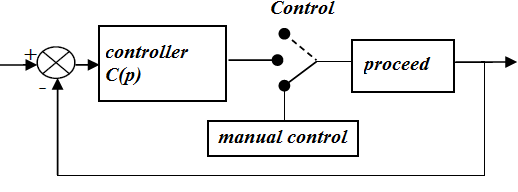 Control
+
controller
C(p)
proceed
-
manual control